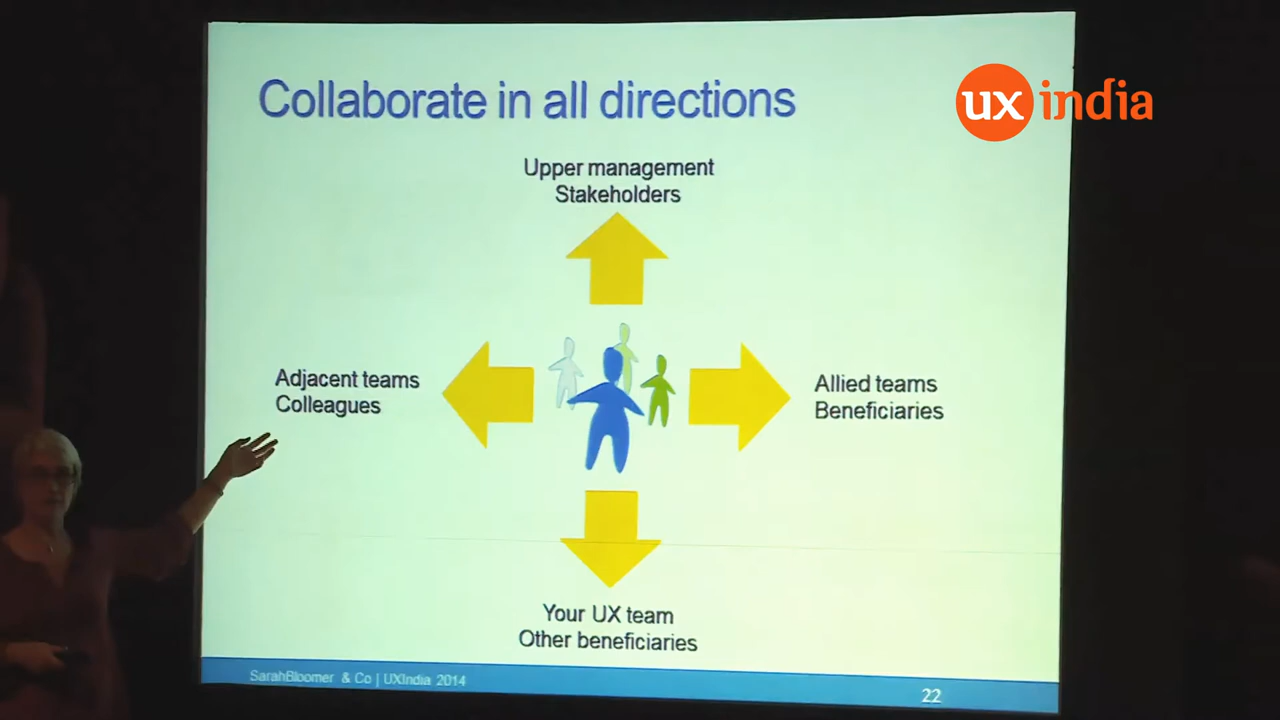 Collaborate in all directions
ux india
Upper management
Stakeholders
Adjacent teams
Colleagues
Allied teams
Beneficiaries
Your UX team
Other beneficiaries
SarahBloomer & Co | UXIndia 2014
22